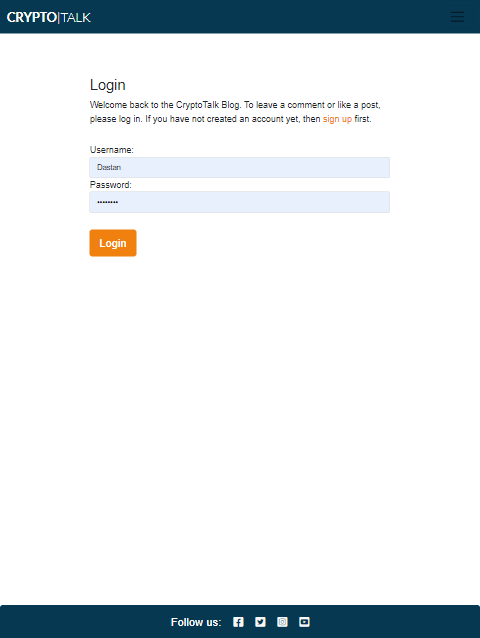 CRYPTO|TALK
Login
Welcome back to the CryptoTalk Blog. To leave a comment or like a post,
please log in. If you have not created an account yet, then sign up first.
Username:
Dastan
Password:
••••••••
Login
Follow us: